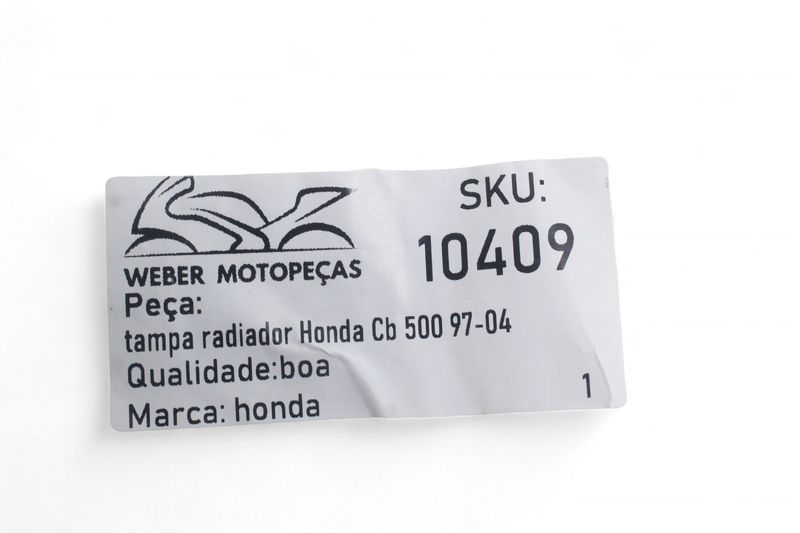 WEBER MOTOPEÇAS
SKU:
10409
Peça:
tampa radiador Honda Cb 500 97-04
Qualidade:boa
Marca: honda
1